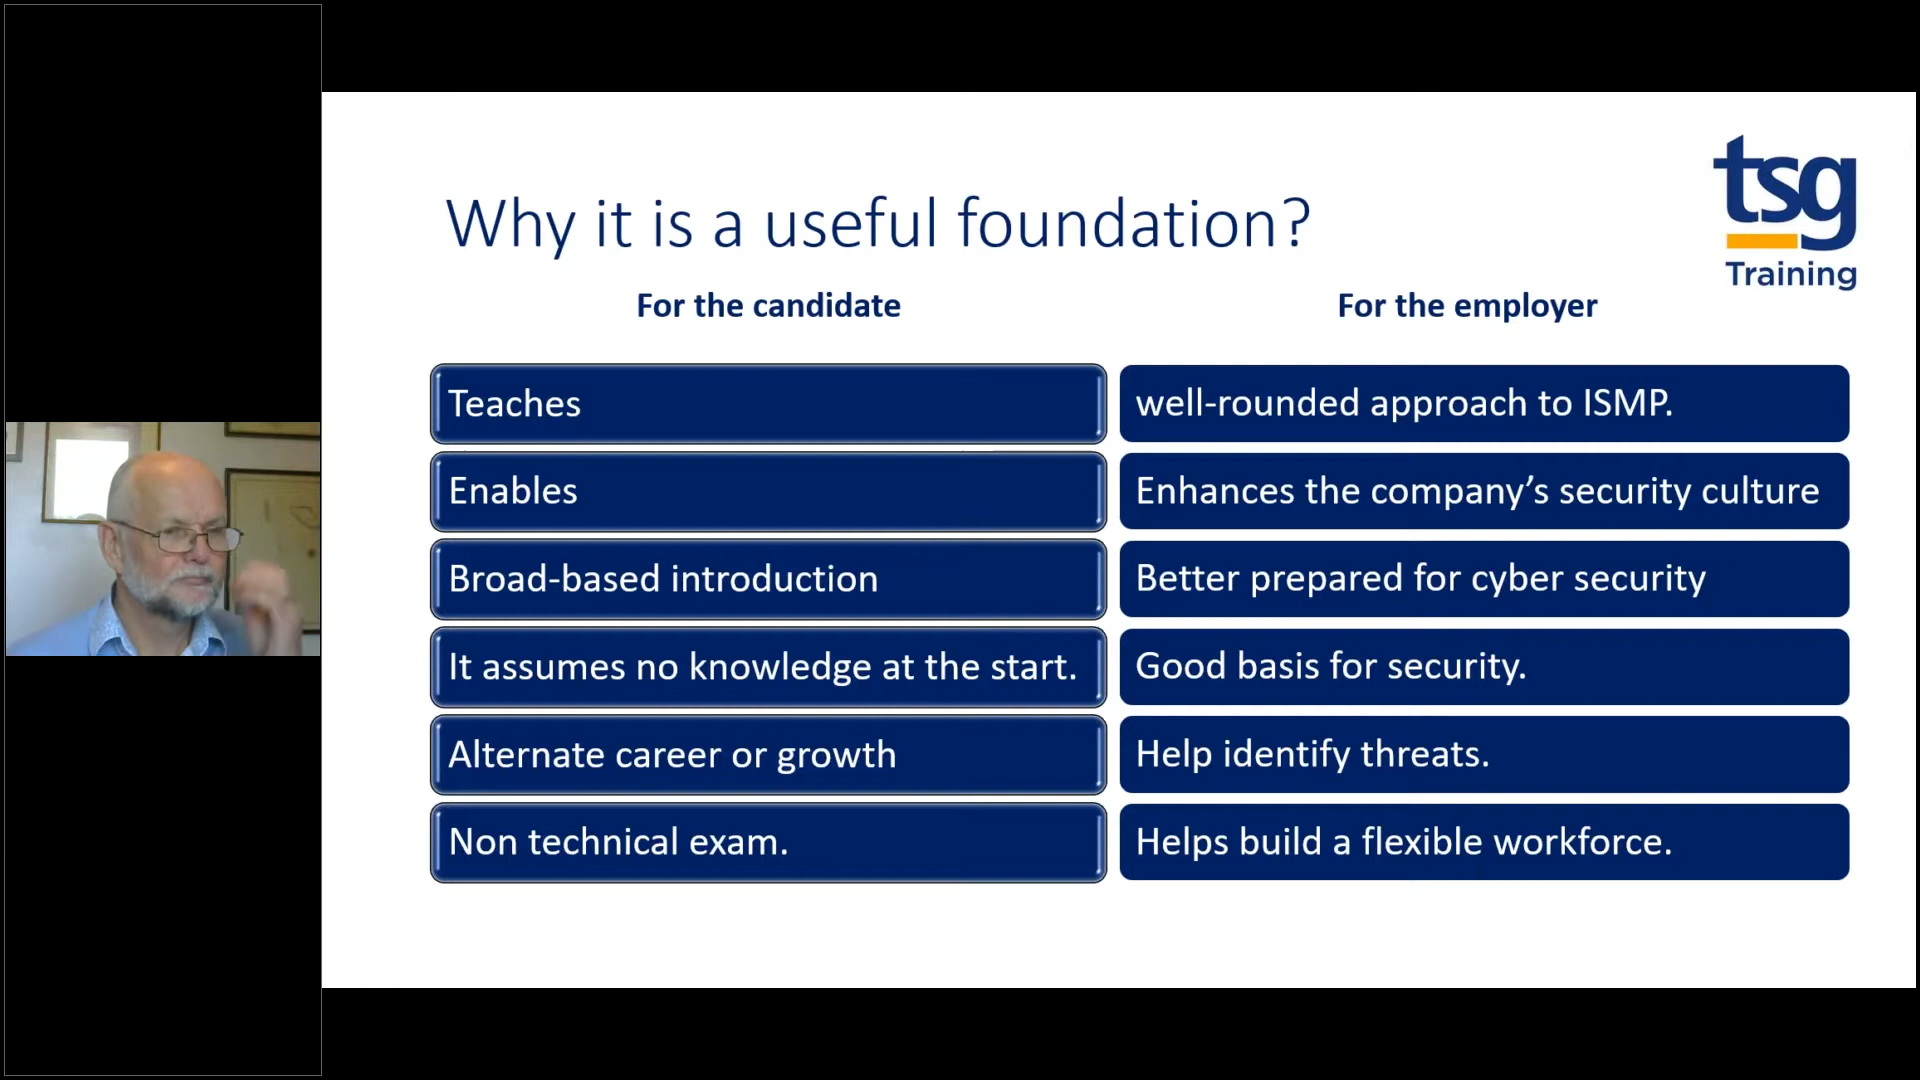 tsg
Training
Why it is a useful foundation?
For the candidate
Teaches
Enables
Broad-based introduction
It assumes no knowledge at the start.
Alternate career or growth
Non technical exam.
For the employer
well-rounded approach to ISMP.
Enhances the company’s security culture
Better prepared for cyber security
Good basis for security.
Help identify threats.
Helps build a flexible workforce.